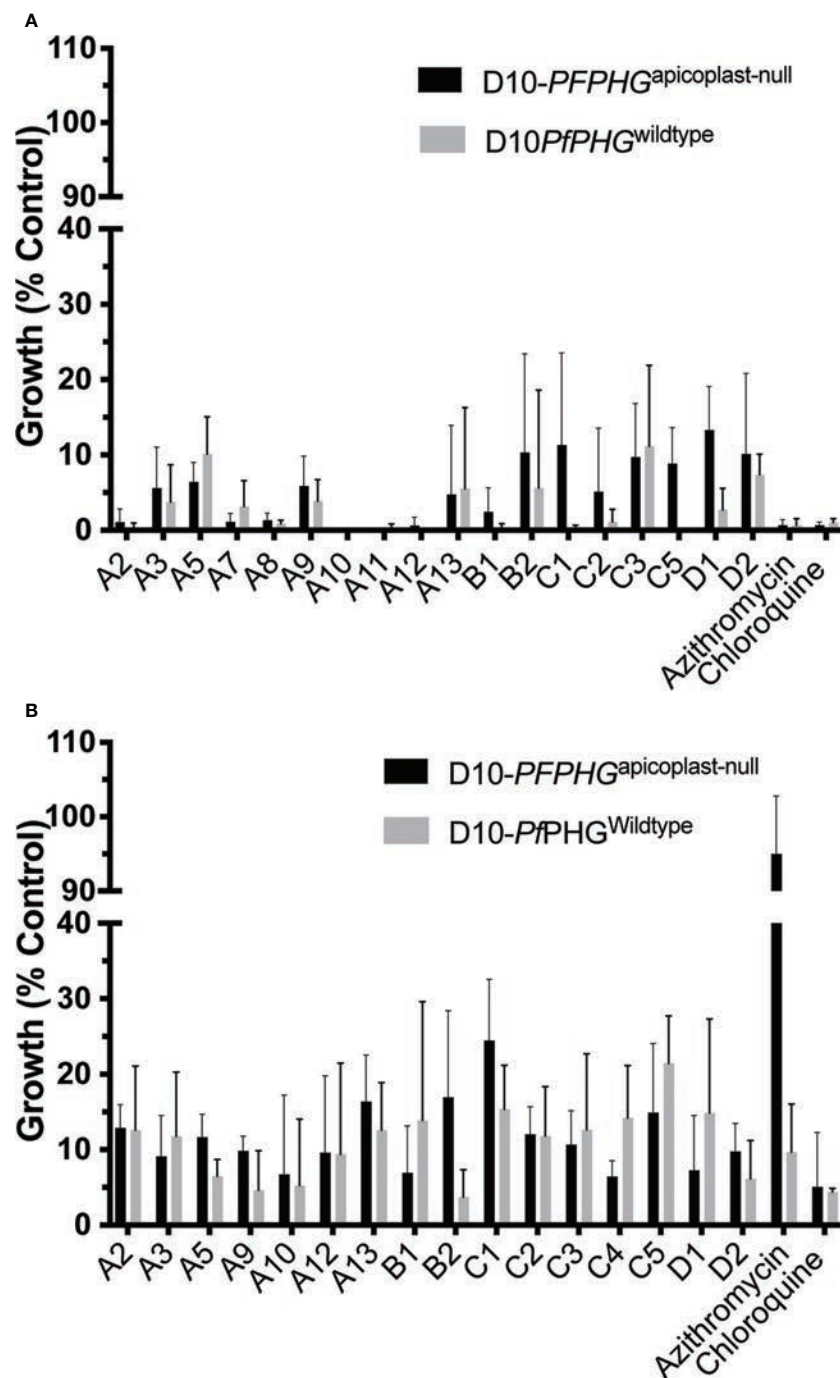 A
110
100
90
40
30
20
10
0
Growth (% Control)
D10-PFPHGapicoplast-null
D10PfPHGwildtype
A2 A3 A5 A7 A8 A9 A10 A11 A12 A13 B1 B2 C1 C2 C3 C5 D1 D2 Azithromycin Chloroquine
B
110
100
90
40
30
20
10
0
Growth (% Control)
D10-PFPHGapicoplast-null
D10-PfPHGWildtype
A2 A3 A5 A9 A10 A12 A13 B1 B2 C1 C2 C3 C4 C5 D1 D2 Azithromycin Chloroquine